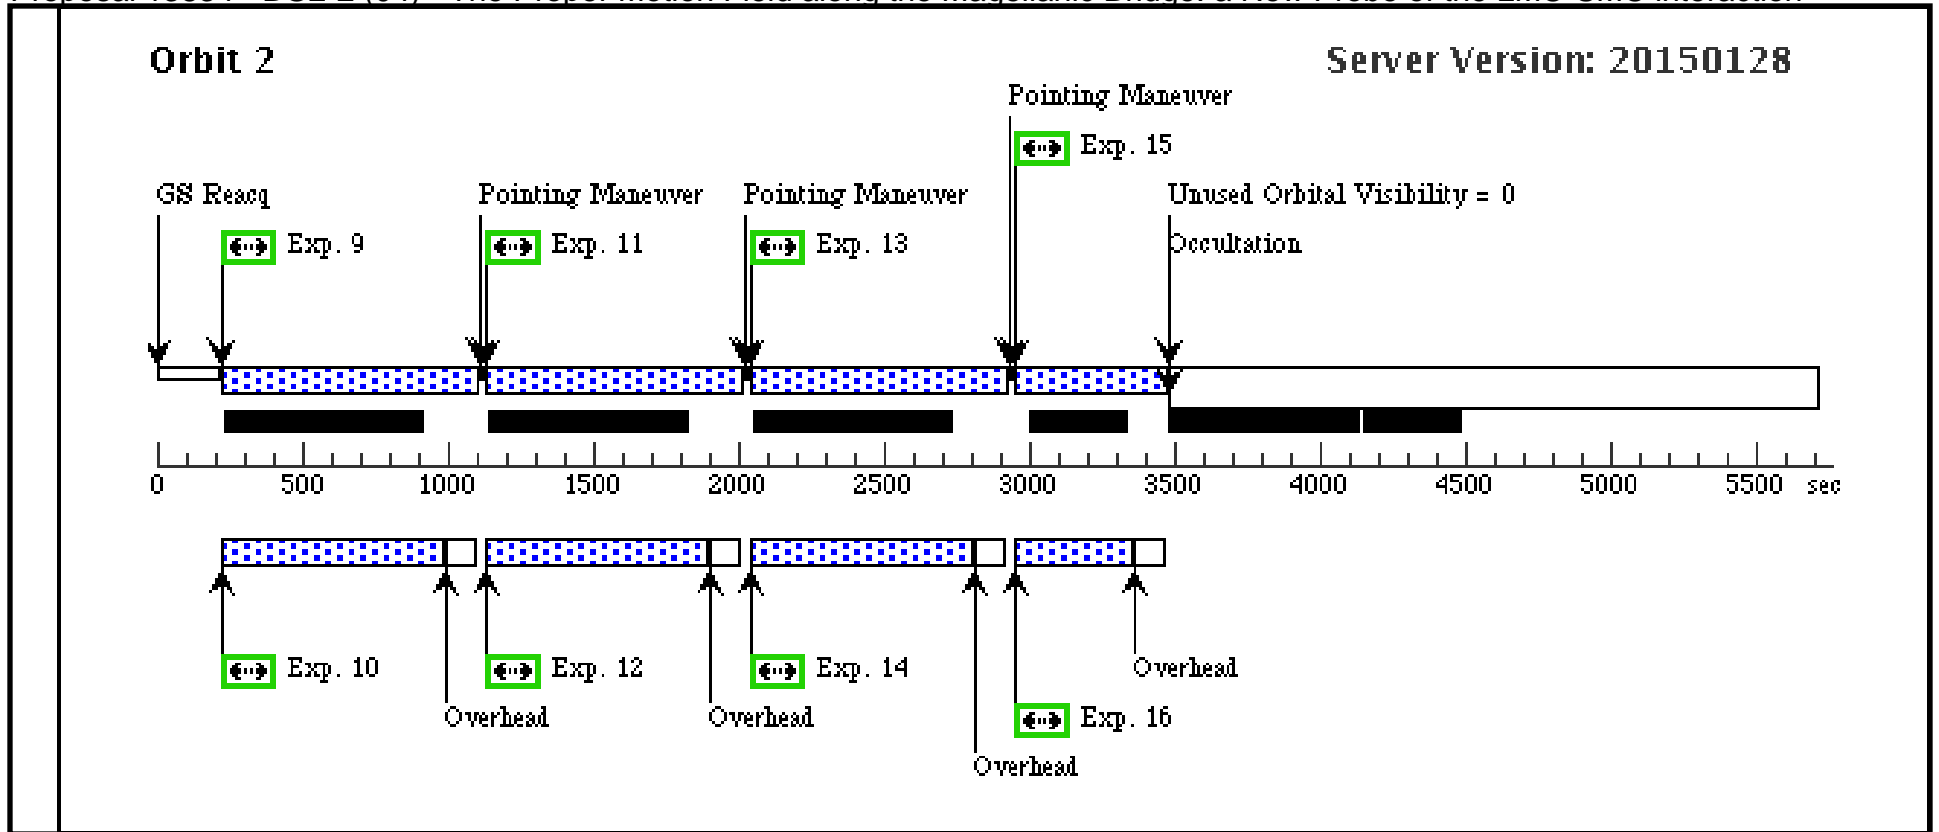 Orbit 2
Server Version: 20150128
Pointing Maneuver
Exp. 15
GS Reacq
Pointing Maneuver
Pointing Maneuver
Unused Orbital Visibility = 0
Exp. 9
Exp. 11
Exp. 13
Occultation
0 500 1000 1500 2000 2500 3000 3500 4000 4500 5000 5500 sec
Exp. 10
Exp. 12
Exp. 14
Overhead
Overhead
Overhead
Exp. 16
Overhead